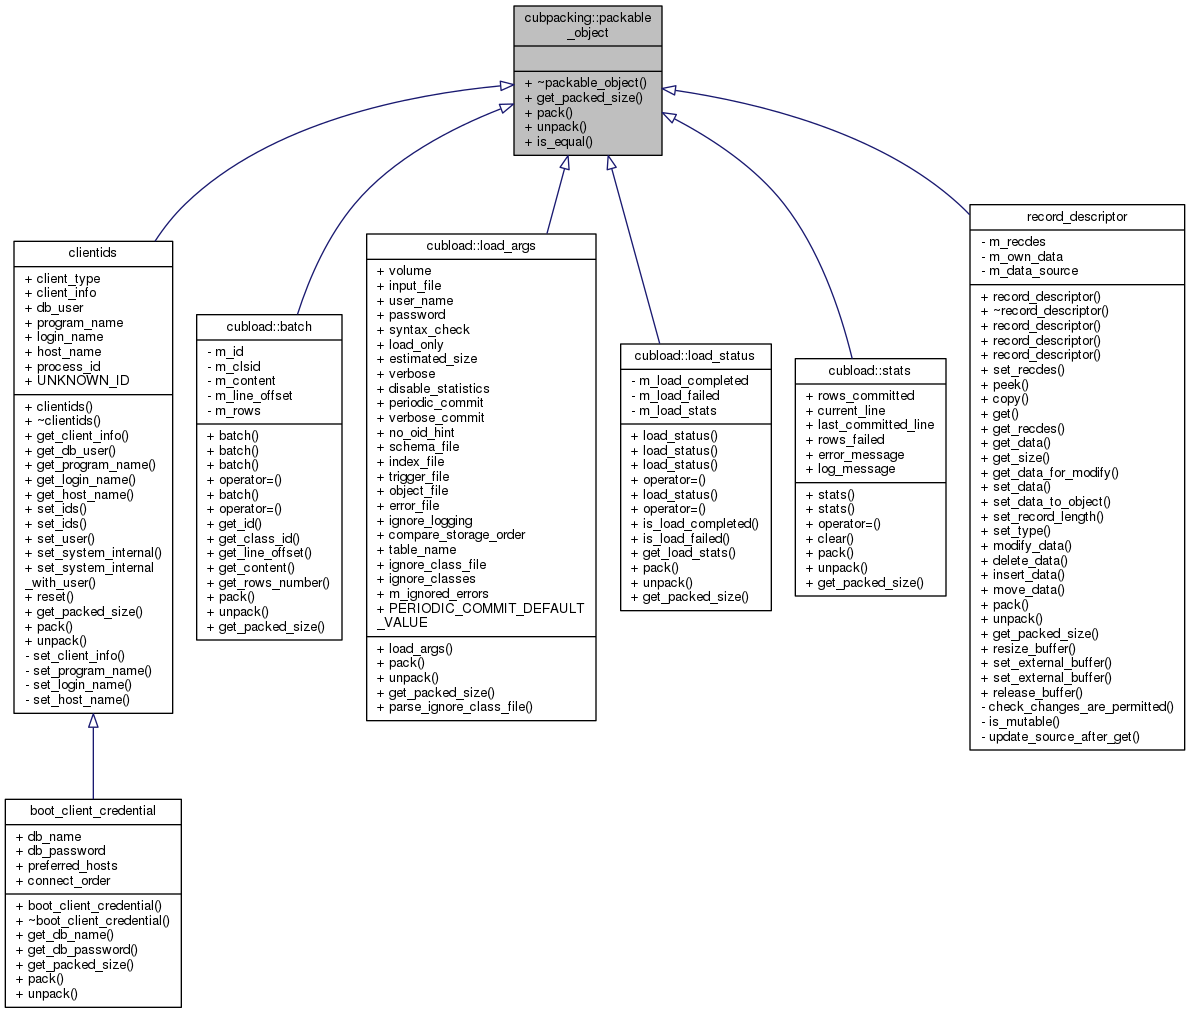 cubpacking::packable
_object
+ ~packable_object()
+ get_packed_size()
+ pack()
+ unpack()
+ is_equal()
clientids
+ client_type
+ client_info
+ db_user
+ program_name
+ login_name
+ host_name
+ process_id
+ UNKNOWN_ID
+ clientids()
+ ~clientids()
+ get_client_info()
+ get_db_user()
+ get_program_name()
+ get_login_name()
+ get_host_name()
+ set_ids()
+ set_ids()
+ set_user()
+ set_system_internal()
+ set_system_internal
_with_user()
+ reset()
+ get_packed_size()
+ pack()
+ unpack()
- set_client_info()
- set_program_name()
- set_login_name()
- set_host_name()
cubload::batch
- m_id
- m_clsid
- m_content
- m_line_offset
- m_rows
+ batch()
+ batch()
+ batch()
+ operator=()
+ batch()
+ operator=()
+ get_id()
+ get_class_id()
+ get_line_offset()
+ get_content()
+ get_rows_number()
+ pack()
+ unpack()
+ get_packed_size()
cubload::load_args
+ volume
+ input_file
+ user_name
+ password
+ syntax_check
+ load_only
+ estimated_size
+ verbose
+ disable_statistics
+ periodic_commit
+ verbose_commit
+ no_oid_hint
+ schema_file
+ index_file
+ trigger_file
+ object_file
+ error_file
+ ignore_logging
+ compare_storage_order
+ table_name
+ ignore_class_file
+ ignore_classes
+ m_ignored_errors
+ PERIODIC_COMMIT_DEFAULT
_VALUE
+ load_args()
+ pack()
+ unpack()
+ get_packed_size()
+ parse_ignore_class_file()
cubload::load_status
- m_load_completed
- m_load_failed
- m_load_stats
+ load_status()
+ load_status()
+ load_status()
+ operator=()
+ load_status()
+ operator=()
+ is_load_completed()
+ is_load_failed()
+ get_load_stats()
+ pack()
+ unpack()
+ get_packed_size()
cubload::stats
+ rows_committed
+ current_line
+ last_committed_line
+ rows_failed
+ error_message
+ log_message
+ stats()
+ stats()
+ operator=()
+ clear()
+ pack()
+ unpack()
+ get_packed_size()
record_descriptor
- m_recdes
- m_own_data
- m_data_source
+ record_descriptor()
+ ~record_descriptor()
+ record_descriptor()
+ record_descriptor()
+ record_descriptor()
+ set_recdes()
+ peek()
+ copy()
+ get()
+ get_recdes()
+ get_data()
+ get_size()
+ get_data_for_modify()
+ set_data()
+ set_data_to_object()
+ set_record_length()
+ set_type()
+ modify_data()
+ delete_data()
+ insert_data()
+ move_data()
+ pack()
+ unpack()
+ get_packed_size()
+ resize_buffer()
+ set_external_buffer()
+ set_external_buffer()
+ release_buffer()
- check_changes_are_permitted()
- is_mutable()
- update_source_after_get()
boot_client_credential
+ db_name
+ db_password
+ preferred_hosts
+ connect_order
+ boot_client_credential()
+ ~boot_client_credential()
+ get_db_name()
+ get_db_password()
+ get_packed_size()
+ pack()
+ unpack()